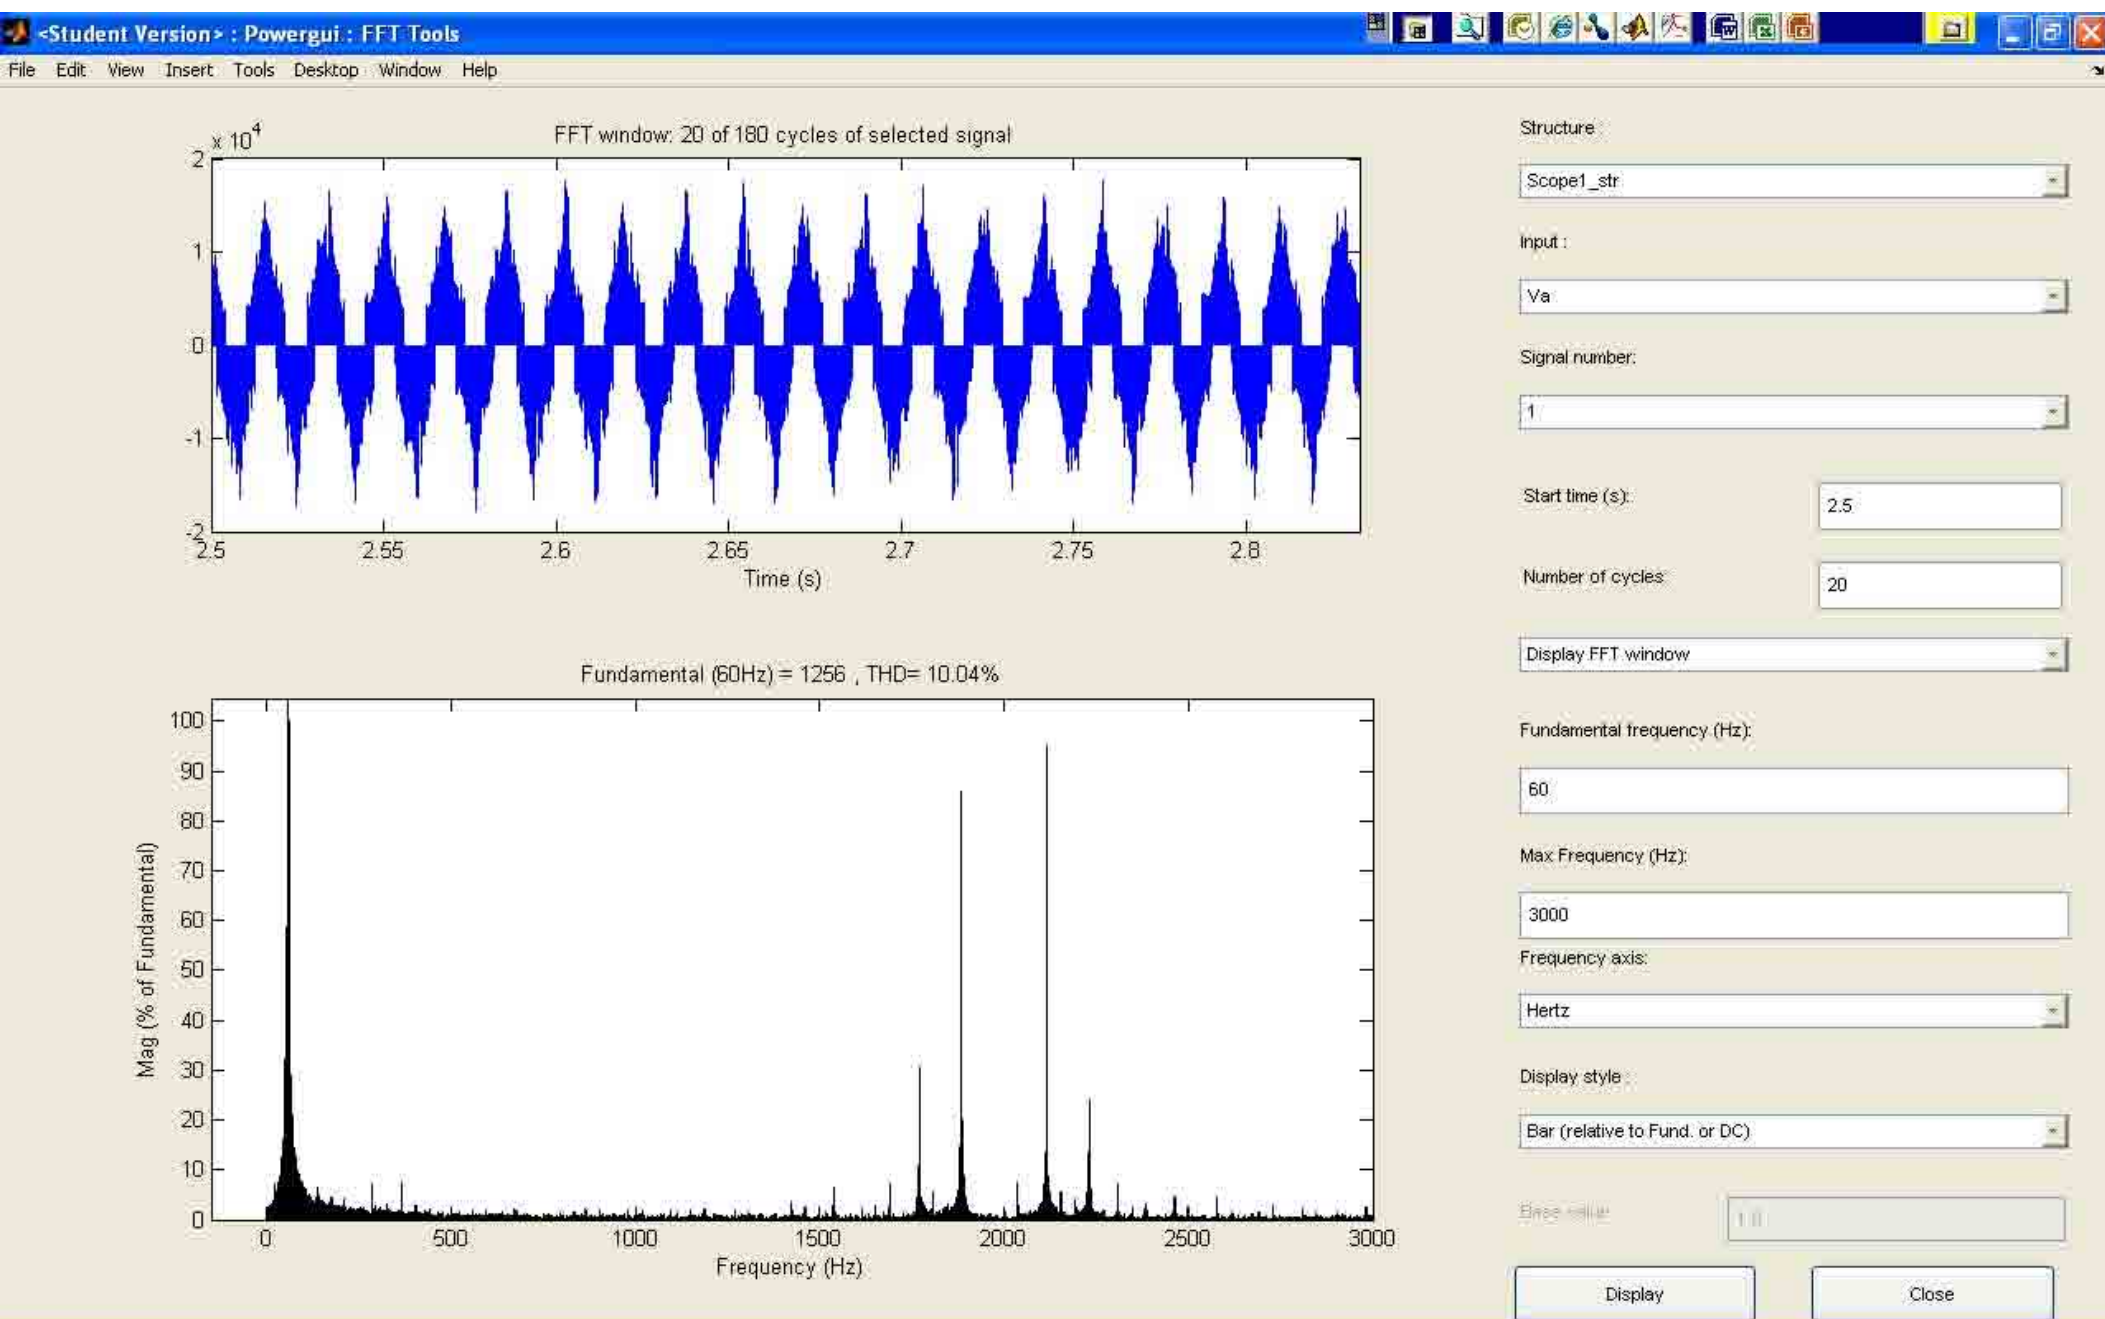 <Student Version> : Powergui : FFT Tools
File Edit View Insert Tools Desktop Window Help
FFT window: 20 of 180 cycles of selected signal
x 10^4
2
1
0
-1
-2
2.5 2.55 2.6 2.65 2.7 2.75 2.8
Time (s)
Fundamental (60Hz) = 1256 , THD= 10.04%
Mag (% of Fundamental)
100
90
80
70
60
50
40
30
20
10
0
0 500 1000 1500 2000 2500 3000
Frequency (Hz)
Structure :
Scope1_str
Input :
Va
Signal number:
1
Start time (s):
2.5
Number of cycles:
20
Display FFT window
Fundamental frequency (Hz):
60
Max Frequency (Hz):
3000
Frequency axis:
Hertz
Display style :
Bar (relative to Fund. or DC)
Base value:
1.0
Display
Close